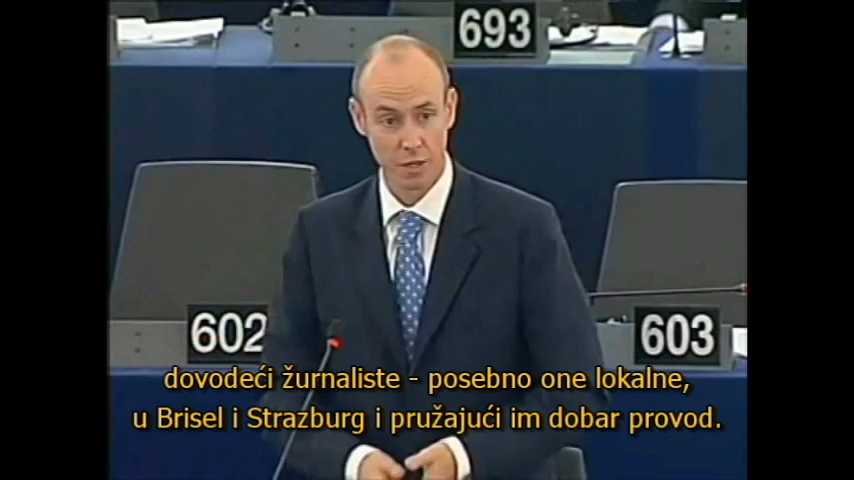 693
602
603
dovodeći žurnaliste - posebno one lokalne,
u Brisel i Strazburg i pružajući im dobar provod.